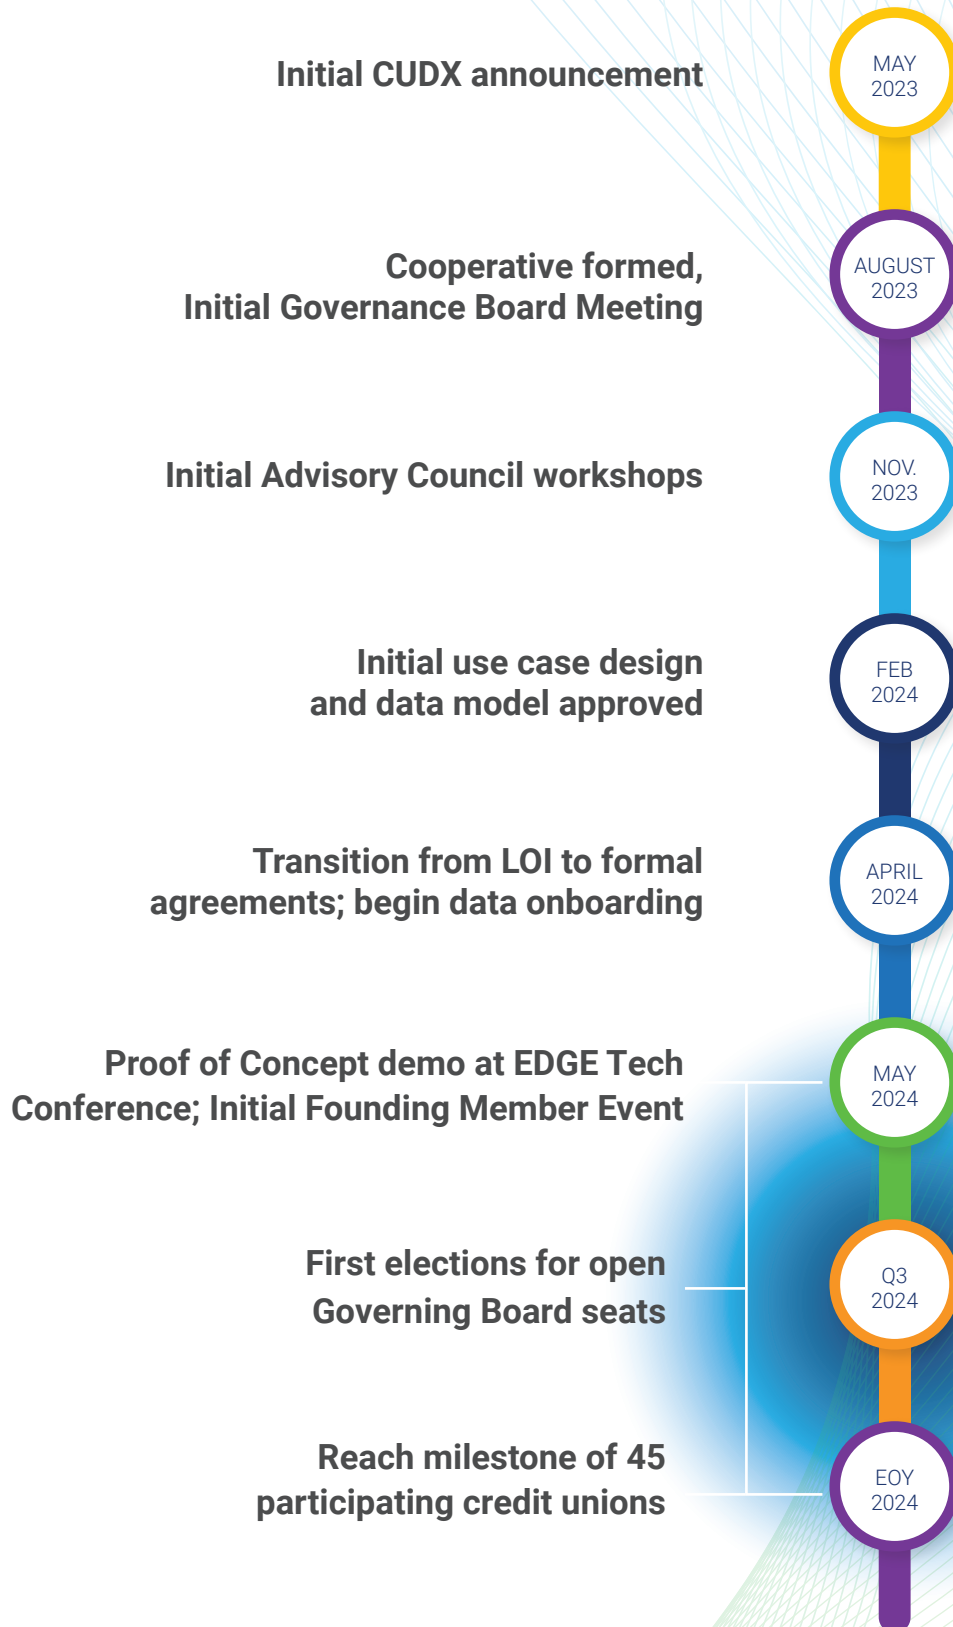 Initial CUDX announcement
MAY
2023
Cooperative formed,
Initial Governance Board Meeting
AUGUST
2023
Initial Advisory Council workshops
NOV.
2023
Initial use case design
and data model approved
FEB
2024
Transition from LOI to formal
agreements; begin data onboarding
APRIL
2024
Proof of Concept demo at EDGE Tech
Conference; Initial Founding Member Event
MAY
2024
First elections for open
Governing Board seats
Q3
2024
Reach milestone of 45
participating credit unions
EOY
2024